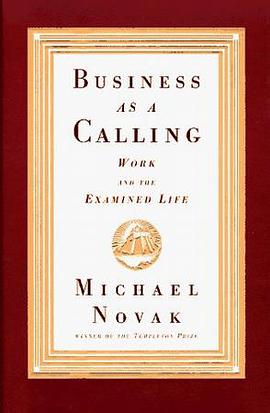 BUSINESS
AS A
CALLING
WORK
AND THE
EXAMINED LIFE
MICHAEL
NOVAK
WINNER OF THE TEMPLETON PRIZE